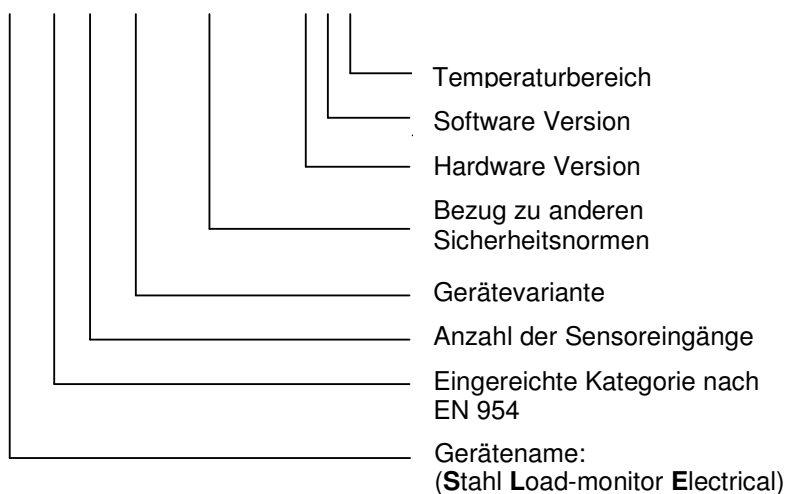 Temperaturbereich
Software Version
Hardware Version
Bezug zu anderen
Sicherheitsnormen
Gerätevariante
Anzahl der Sensoreingänge
Eingereichte Kategorie nach
EN 954
Gerätename:
(Stahl Load-monitor Electrical)